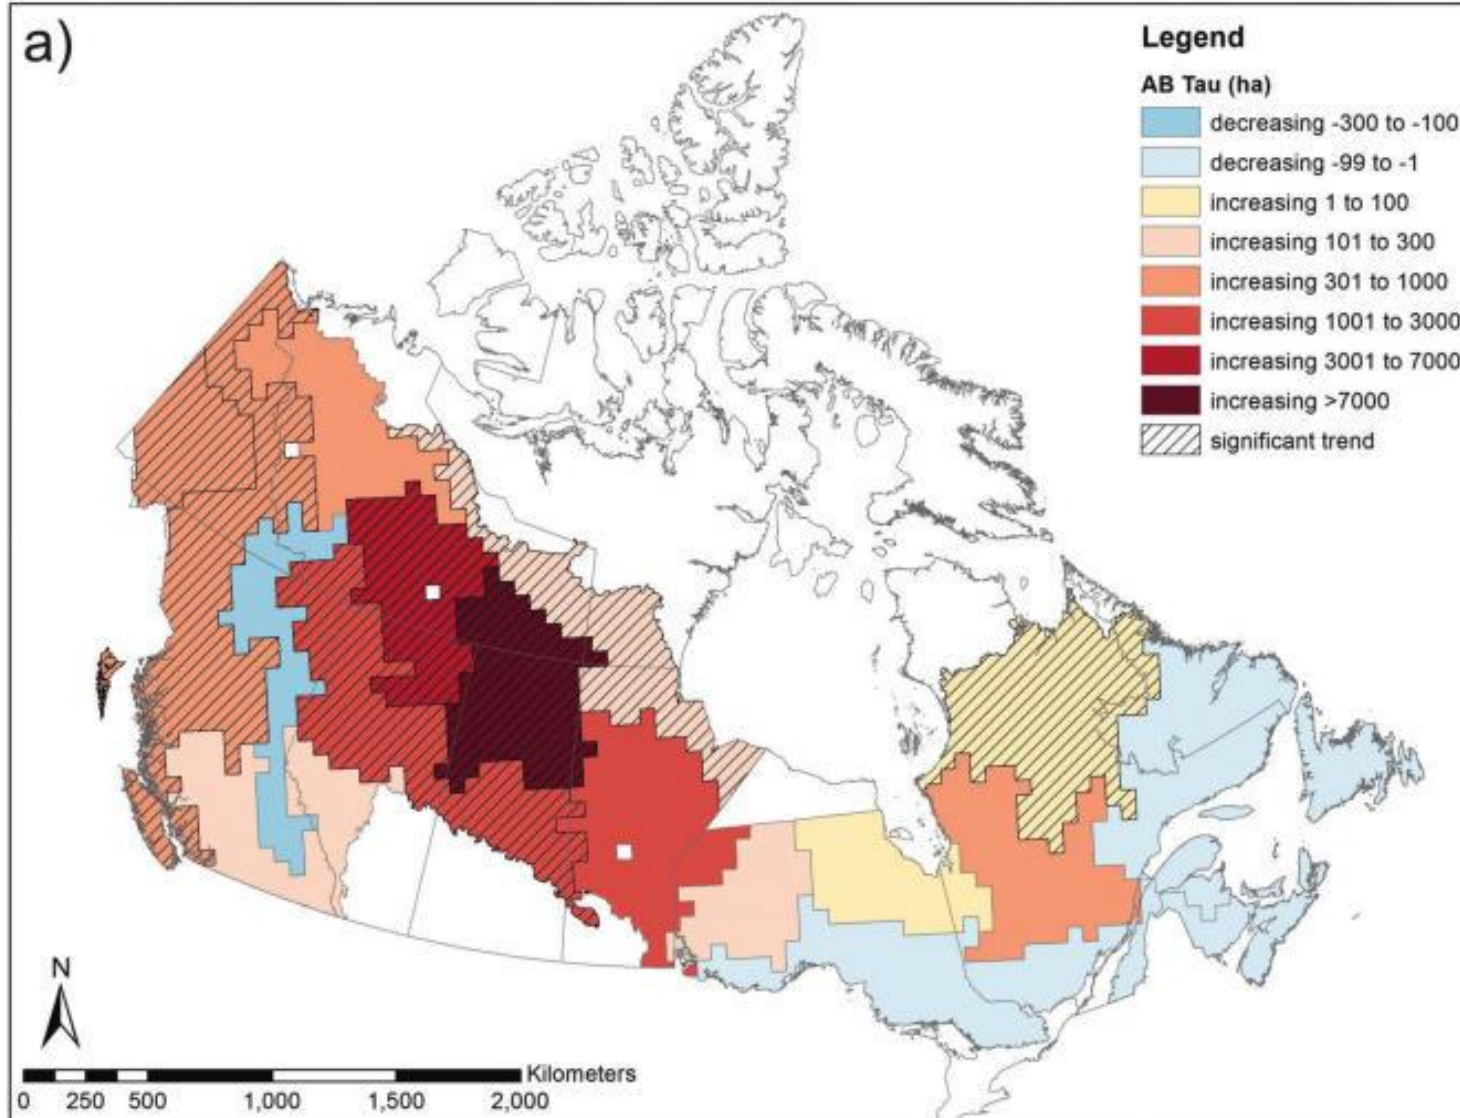 a)
Legend
AB Tau (ha)
decreasing -300 to -100
decreasing -99 to -1
increasing 1 to 100
increasing 101 to 300
increasing 301 to 1000
increasing 1001 to 3000
increasing 3001 to 7000
increasing >7000
significant trend
N
Kilometers
0 250 500 1,000 1,500 2,000